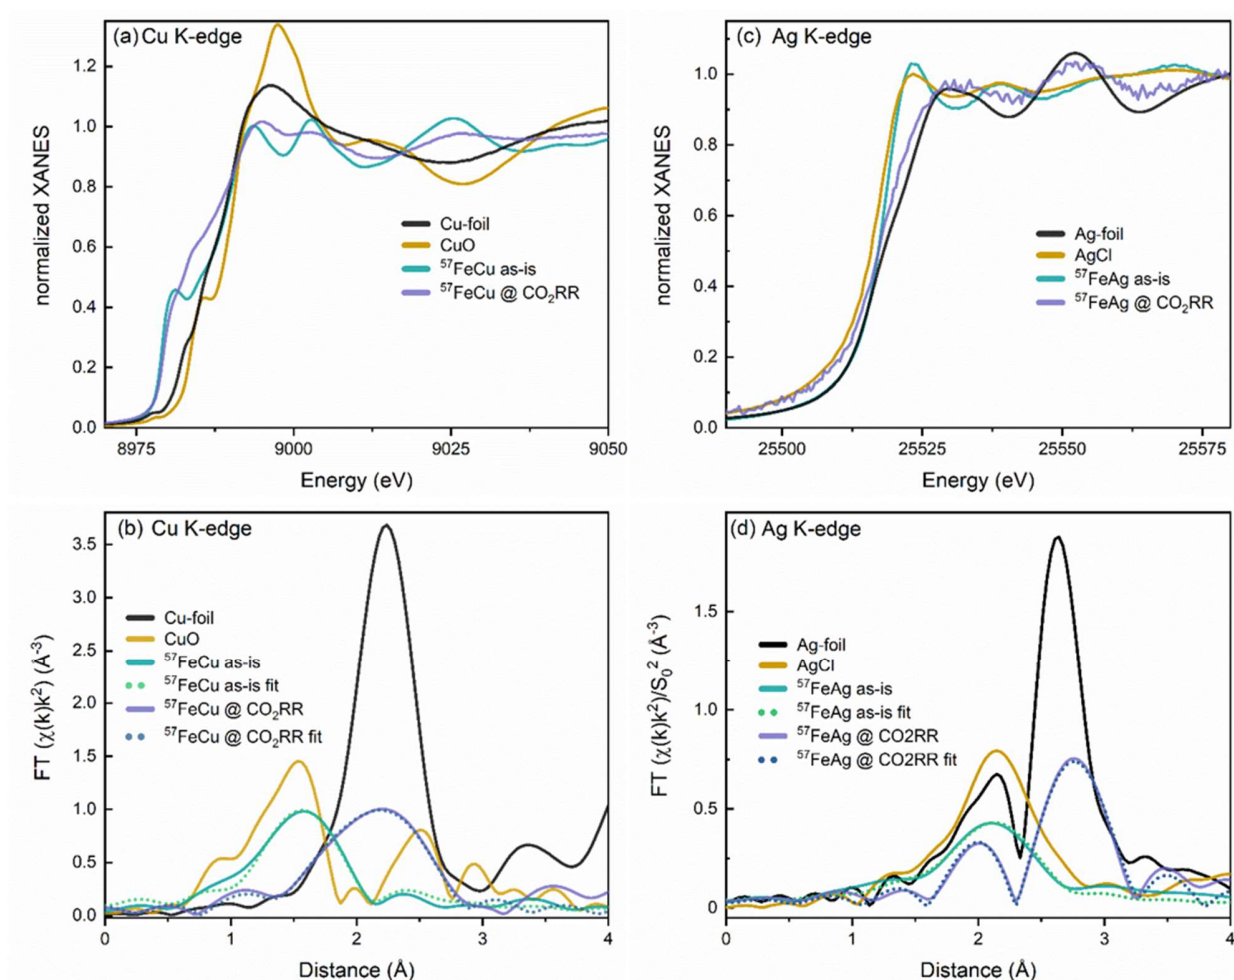 (a) Cu K-edge
normalized XANES
1.2
1.0
0.8
0.6
0.4
0.2
0.0
Cu-foil
CuO
⁵⁷FeCu as-is
⁵⁷FeCu @ CO₂RR
8975 9000 9025 9050
Energy (eV)
(c) Ag K-edge
normalized XANES
1.0
0.8
0.6
0.4
0.2
0.0
Ag-foil
AgCl
⁵⁷FeAg as-is
⁵⁷FeAg @ CO₂RR
25500 25525 25550 25575
Energy (eV)
(b) Cu K-edge
FT (χ(k)k²) (Å⁻³)
3.5
3.0
2.5
2.0
1.5
1.0
0.5
0.0
Cu-foil
CuO
⁵⁷FeCu as-is
⁵⁷FeCu as-is fit
⁵⁷FeCu @ CO₂RR
⁵⁷FeCu @ CO₂RR fit
0 1 2 3 4
Distance (Å)
(d) Ag K-edge
FT (χ(k)k²)/S₀² (Å⁻³)
1.5
1.0
0.5
0
Ag-foil
AgCl
⁵⁷FeAg as-is
⁵⁷FeAg as-is fit
⁵⁷FeAg @ CO2RR
⁵⁷FeAg @ CO2RR fit
0 1 2 3 4
Distance (Å)